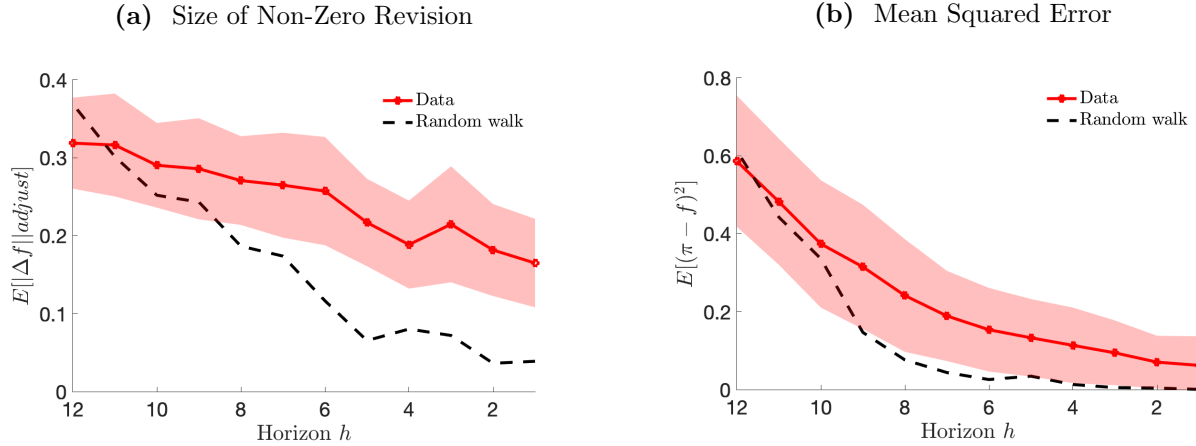 (a) Size of Non-Zero Revision
E[|Δf||adjust]
0.4
0.3
0.2
0.1
0
Data
Random walk
12 10 8 6 4 2
Horizon h
(b) Mean Squared Error
E[(π − f)²]
0.8
0.6
0.4
0.2
0
Data
Random walk
12 10 8 6 4 2
Horizon h